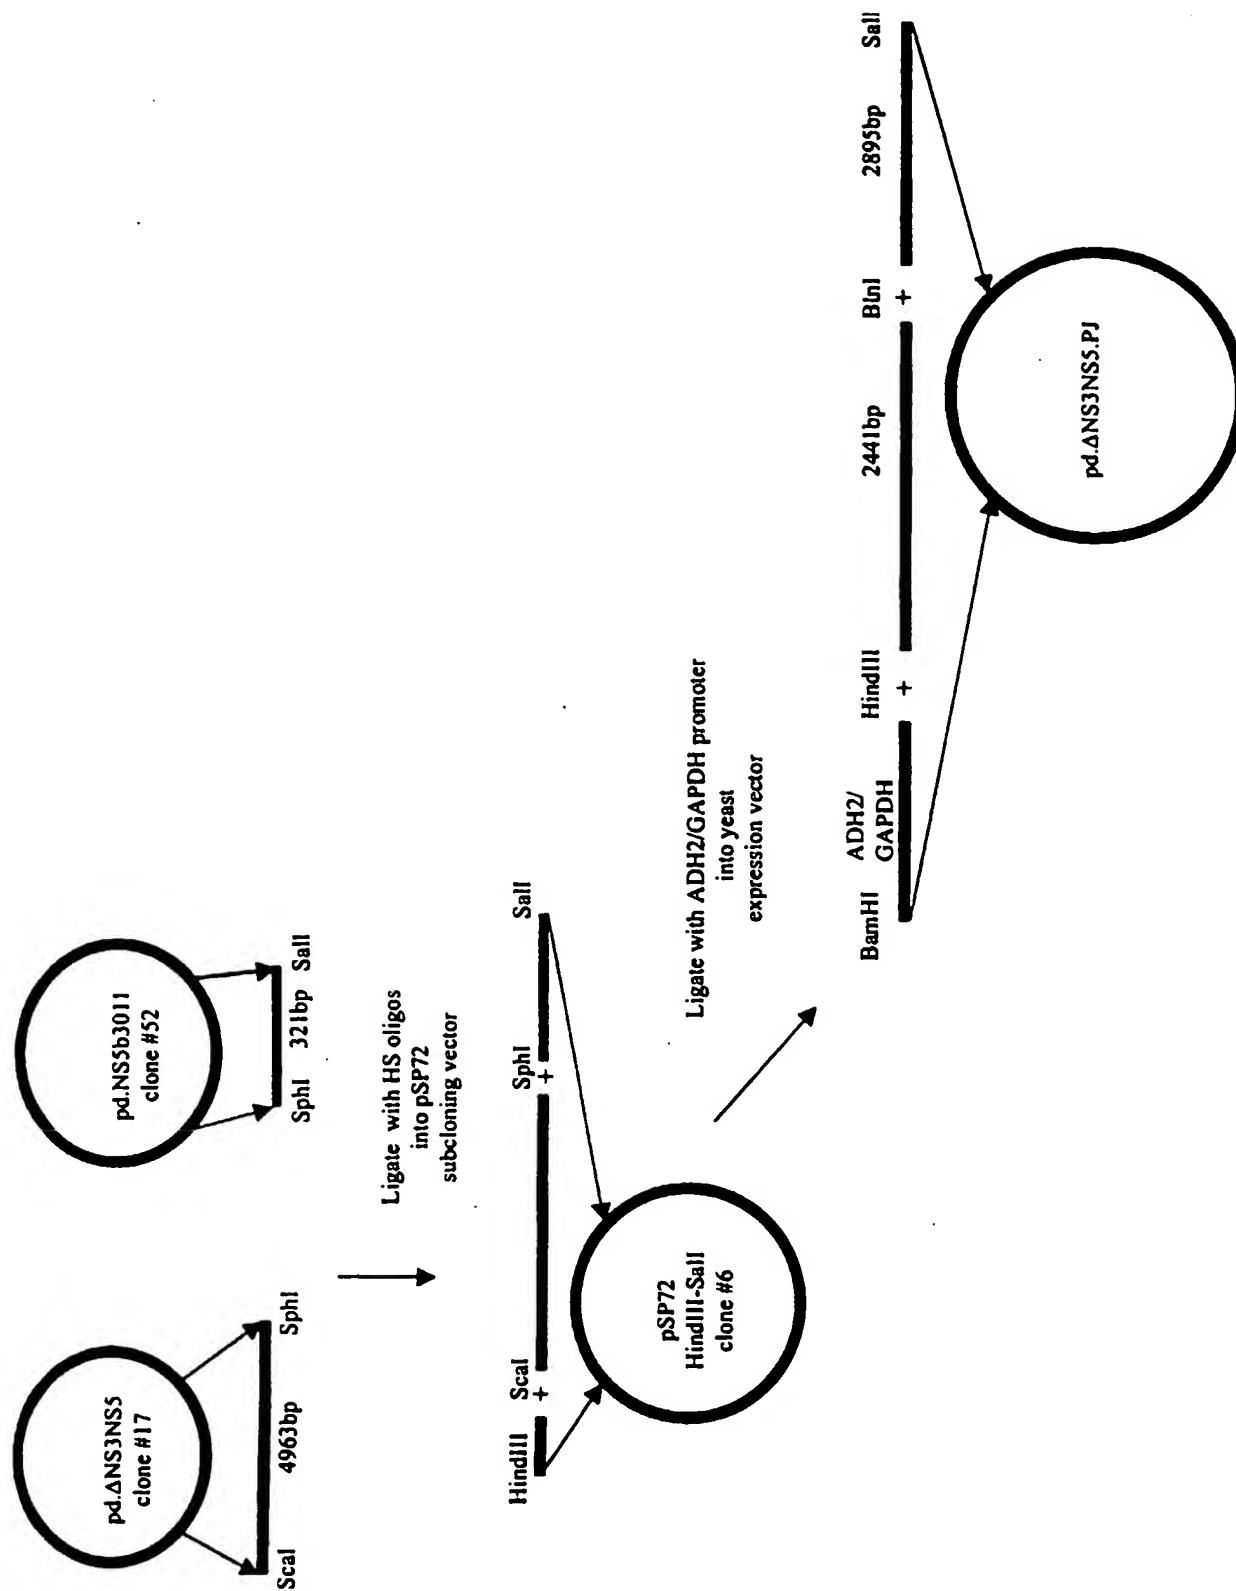 pd.ΔNS3NS5
clone #17
ScaI 4963bp SphI
pd.NS5b3011
clone #52
SphI 321bp SalI
Ligate with HS oligos
into pSP72
subcloning vector
HindIII ScaI SphI SalI
+ +
pSP72
HindIII-SalI
clone #6
Ligate with ADH2/GAPDH promoter
into yeast
expression vector
BamHI ADH2/ HindIII 2441bp BlnI 2895bp SalI
GAPDH + +
pd.ΔNS3NS5.PJ